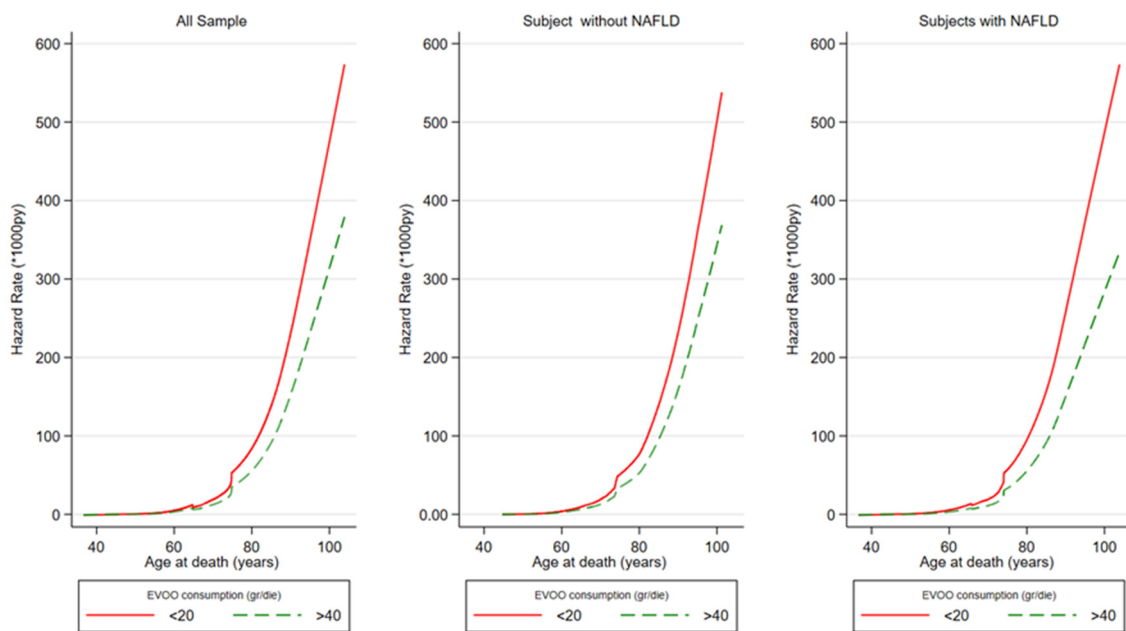 All Sample
600
500
400
300
200
100
0
Hazard Rate (*1000py)
40 60 80 100
Age at death (years)
EVOO consumption (gr/die)
<20 >40
Subject without NAFLD
600
500
400
300
200
100
0.00
Hazard Rate (*1000py)
40 60 80 100
Age at death (years)
EVOO consumption (gr/die)
<20 >40
Subjects with NAFLD
600
500
400
300
200
100
0
Hazard Rate (*1000py)
40 60 80 100
Age at death (years)
EVOO consumption (gr/die)
<20 >40